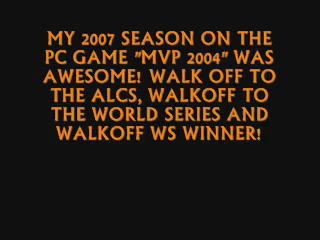 MY 2007 SEASON ON THE
PC GAME "MVP 2004" WAS
AWESOME! WALK OFF TO
THE ALCS, WALKOFF TO
THE WORLD SERIES AND
WALKOFF WS WINNER!